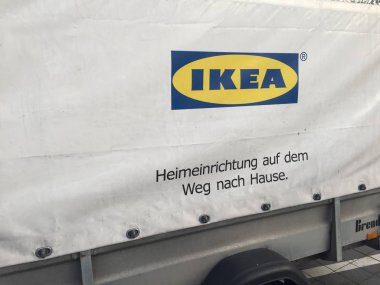 IKEA®
Heimeinrichtung auf dem
Weg nach Hause.